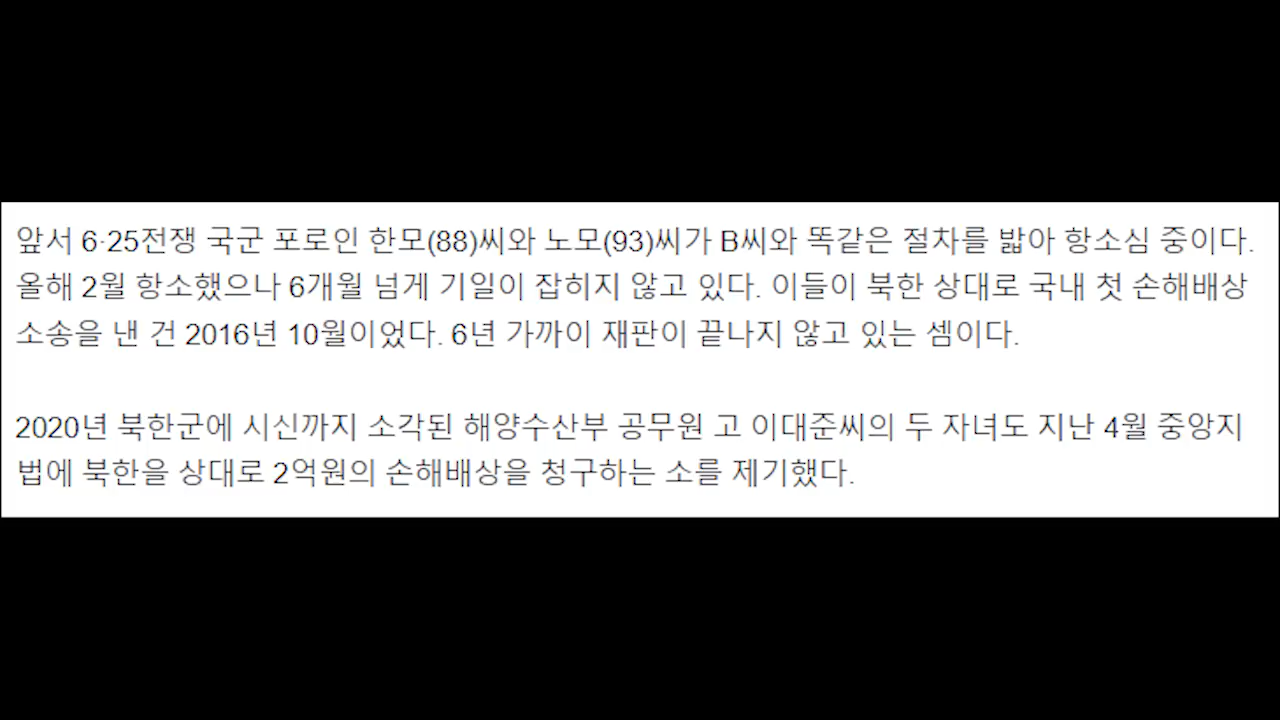 앞서 6·25전쟁 국군 포로인 한모(88)씨와 노모(93)씨가 B씨와 똑같은 절차를 밟아 항소심 중이다.
올해 2월 항소했으나 6개월 넘게 기일이 잡히지 않고 있다. 이들이 북한 상대로 국내 첫 손해배상
소송을 낸 건 2016년 10월이었다. 6년 가까이 재판이 끝나지 않고 있는 셈이다.
2020년 북한군에 시신까지 소각된 해양수산부 공무원 고 이대준씨의 두 자녀도 지난 4월 중앙지
법에 북한을 상대로 2억원의 손해배상을 청구하는 소를 제기했다.